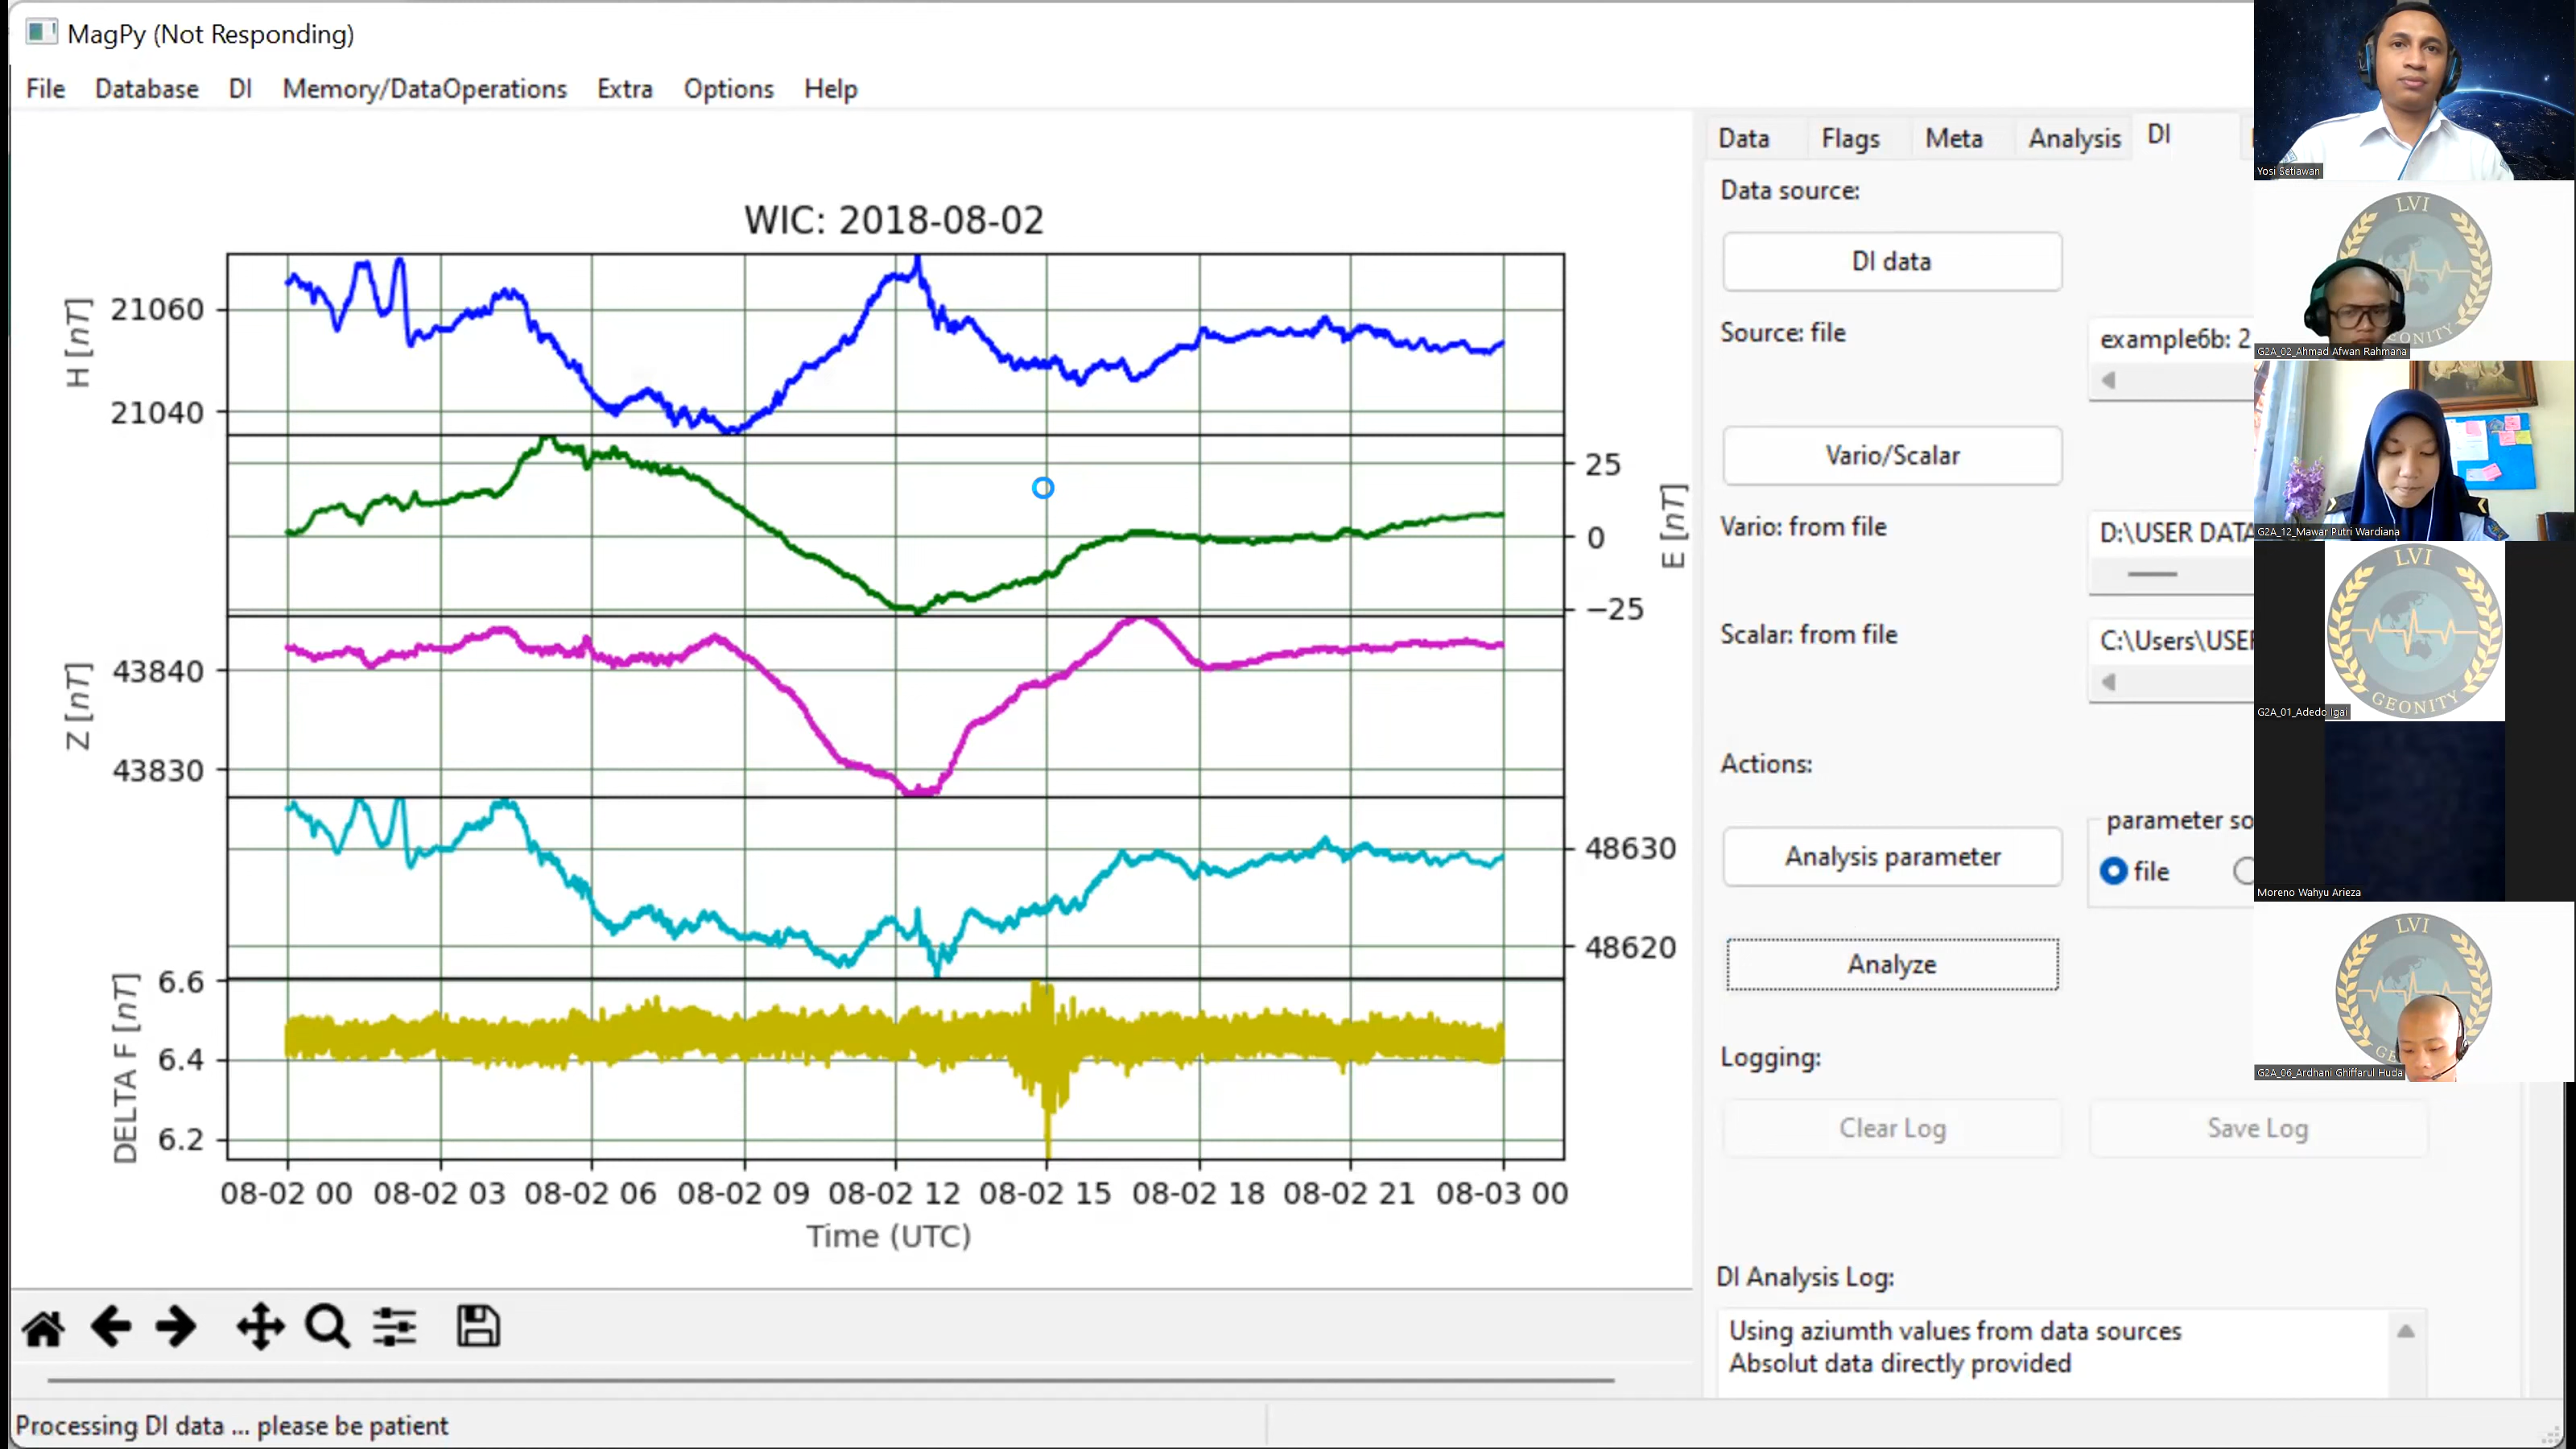 MagPy (Not Responding)
File Database DI Memory/DataOperations Extra Options Help
WIC: 2018-08-02
H [nT]
21060
21040
25
0
−25
E [nT]
Z [nT]
43840
43830
48630
48620
DELTA F [nT]
6.6
6.4
6.2
08-02 00 08-02 03 08-02 06 08-02 09 08-02 12 08-02 15 08-02 18 08-02 21 08-03 00
Time (UTC)
Processing DI data ... please be patient
Data Flags Meta Analysis DI
Data source:
DI data
Source: file
example6b: 2
Vario/Scalar
Vario: from file
D:\USER DATA
Scalar: from file
C:\Users\USER
Actions:
parameter so
Analysis parameter
file
Analyze
Logging:
Clear Log Save Log
DI Analysis Log:
Using aziumth values from data sources
Absolut data directly provided
Yosi Setiawan
LVI
GEONITY
G2A_02_Ahmad Afwan Rahmana
G2A_12_Mawar Putri Wardiana
LVI
GEONITY
G2A_01_Adedo Igai
Moreno Wahyu Arieza
LVI
G2A_06_Ardhani Ghiffarul Huda